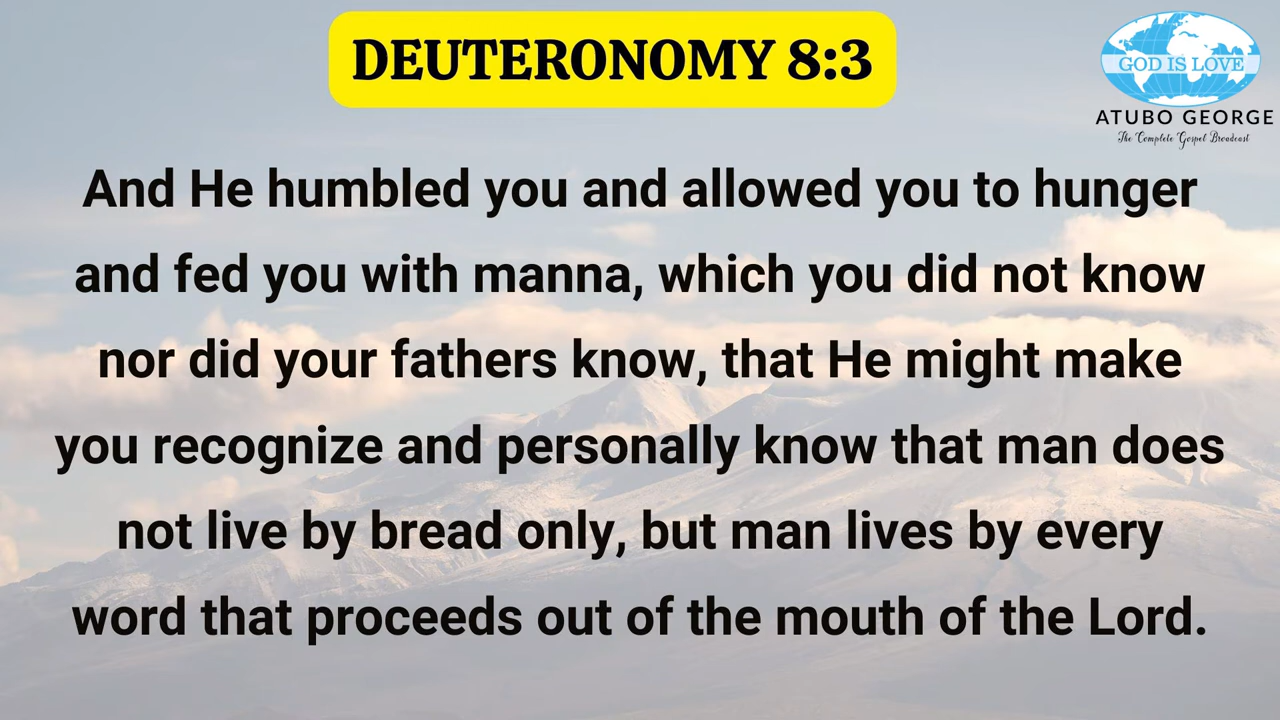 DEUTERONOMY 8:3
GOD IS LOVE
ATUBO GEORGE
The Complete Gospel Broadcast
And He humbled you and allowed you to hunger
and fed you with manna, which you did not know
nor did your fathers know, that He might make
you recognize and personally know that man does
not live by bread only, but man lives by every
word that proceeds out of the mouth of the Lord.